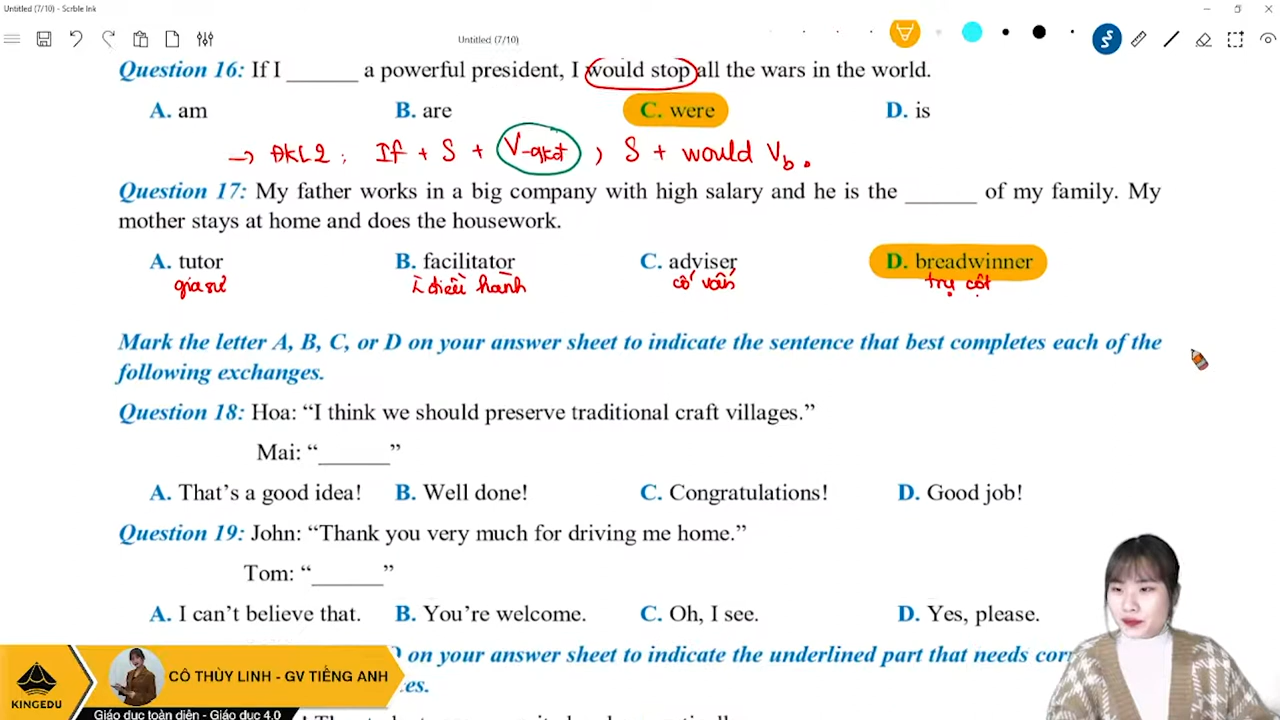 Untitled (7/10) - Scrble Ink
Untitled (7/10)
Question 16: If I ______ a powerful president, I would stop all the wars in the world.
A. am B. are C. were D. is
→ ĐKL2: If + S + V-qkđ, S + would Vb.
Question 17: My father works in a big company with high salary and he is the ______ of my family. My
mother stays at home and does the housework.
A. tutor B. facilitator C. adviser D. breadwinner
gia sư điều hành cố vấn trụ cột
Mark the letter A, B, C, or D on your answer sheet to indicate the sentence that best completes each of the
following exchanges.
Question 18: Hoa: “I think we should preserve traditional craft villages.”
Mai: “______”
A. That’s a good idea! B. Well done! C. Congratulations! D. Good job!
Question 19: John: “Thank you very much for driving me home.”
Tom: “______”
A. I can’t believe that. B. You’re welcome. C. Oh, I see. D. Yes, please.
on your answer sheet to indicate the underlined part that needs
CÔ THÙY LINH - GV TIẾNG ANH
KINGEDU
Giáo dục toàn diện - Giáo dục 4.0